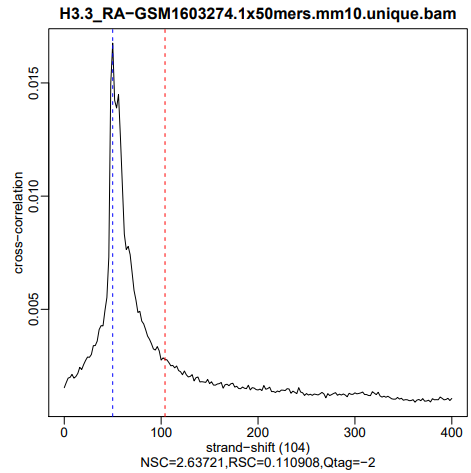 H3.3_RA−GSM1603274.1x50mers.mm10.unique.bam
cross−correlation
0.015
0.010
0.005
0 100 200 300 400
strand−shift (104)
NSC=2.63721,RSC=0.110908,Qtag=−2